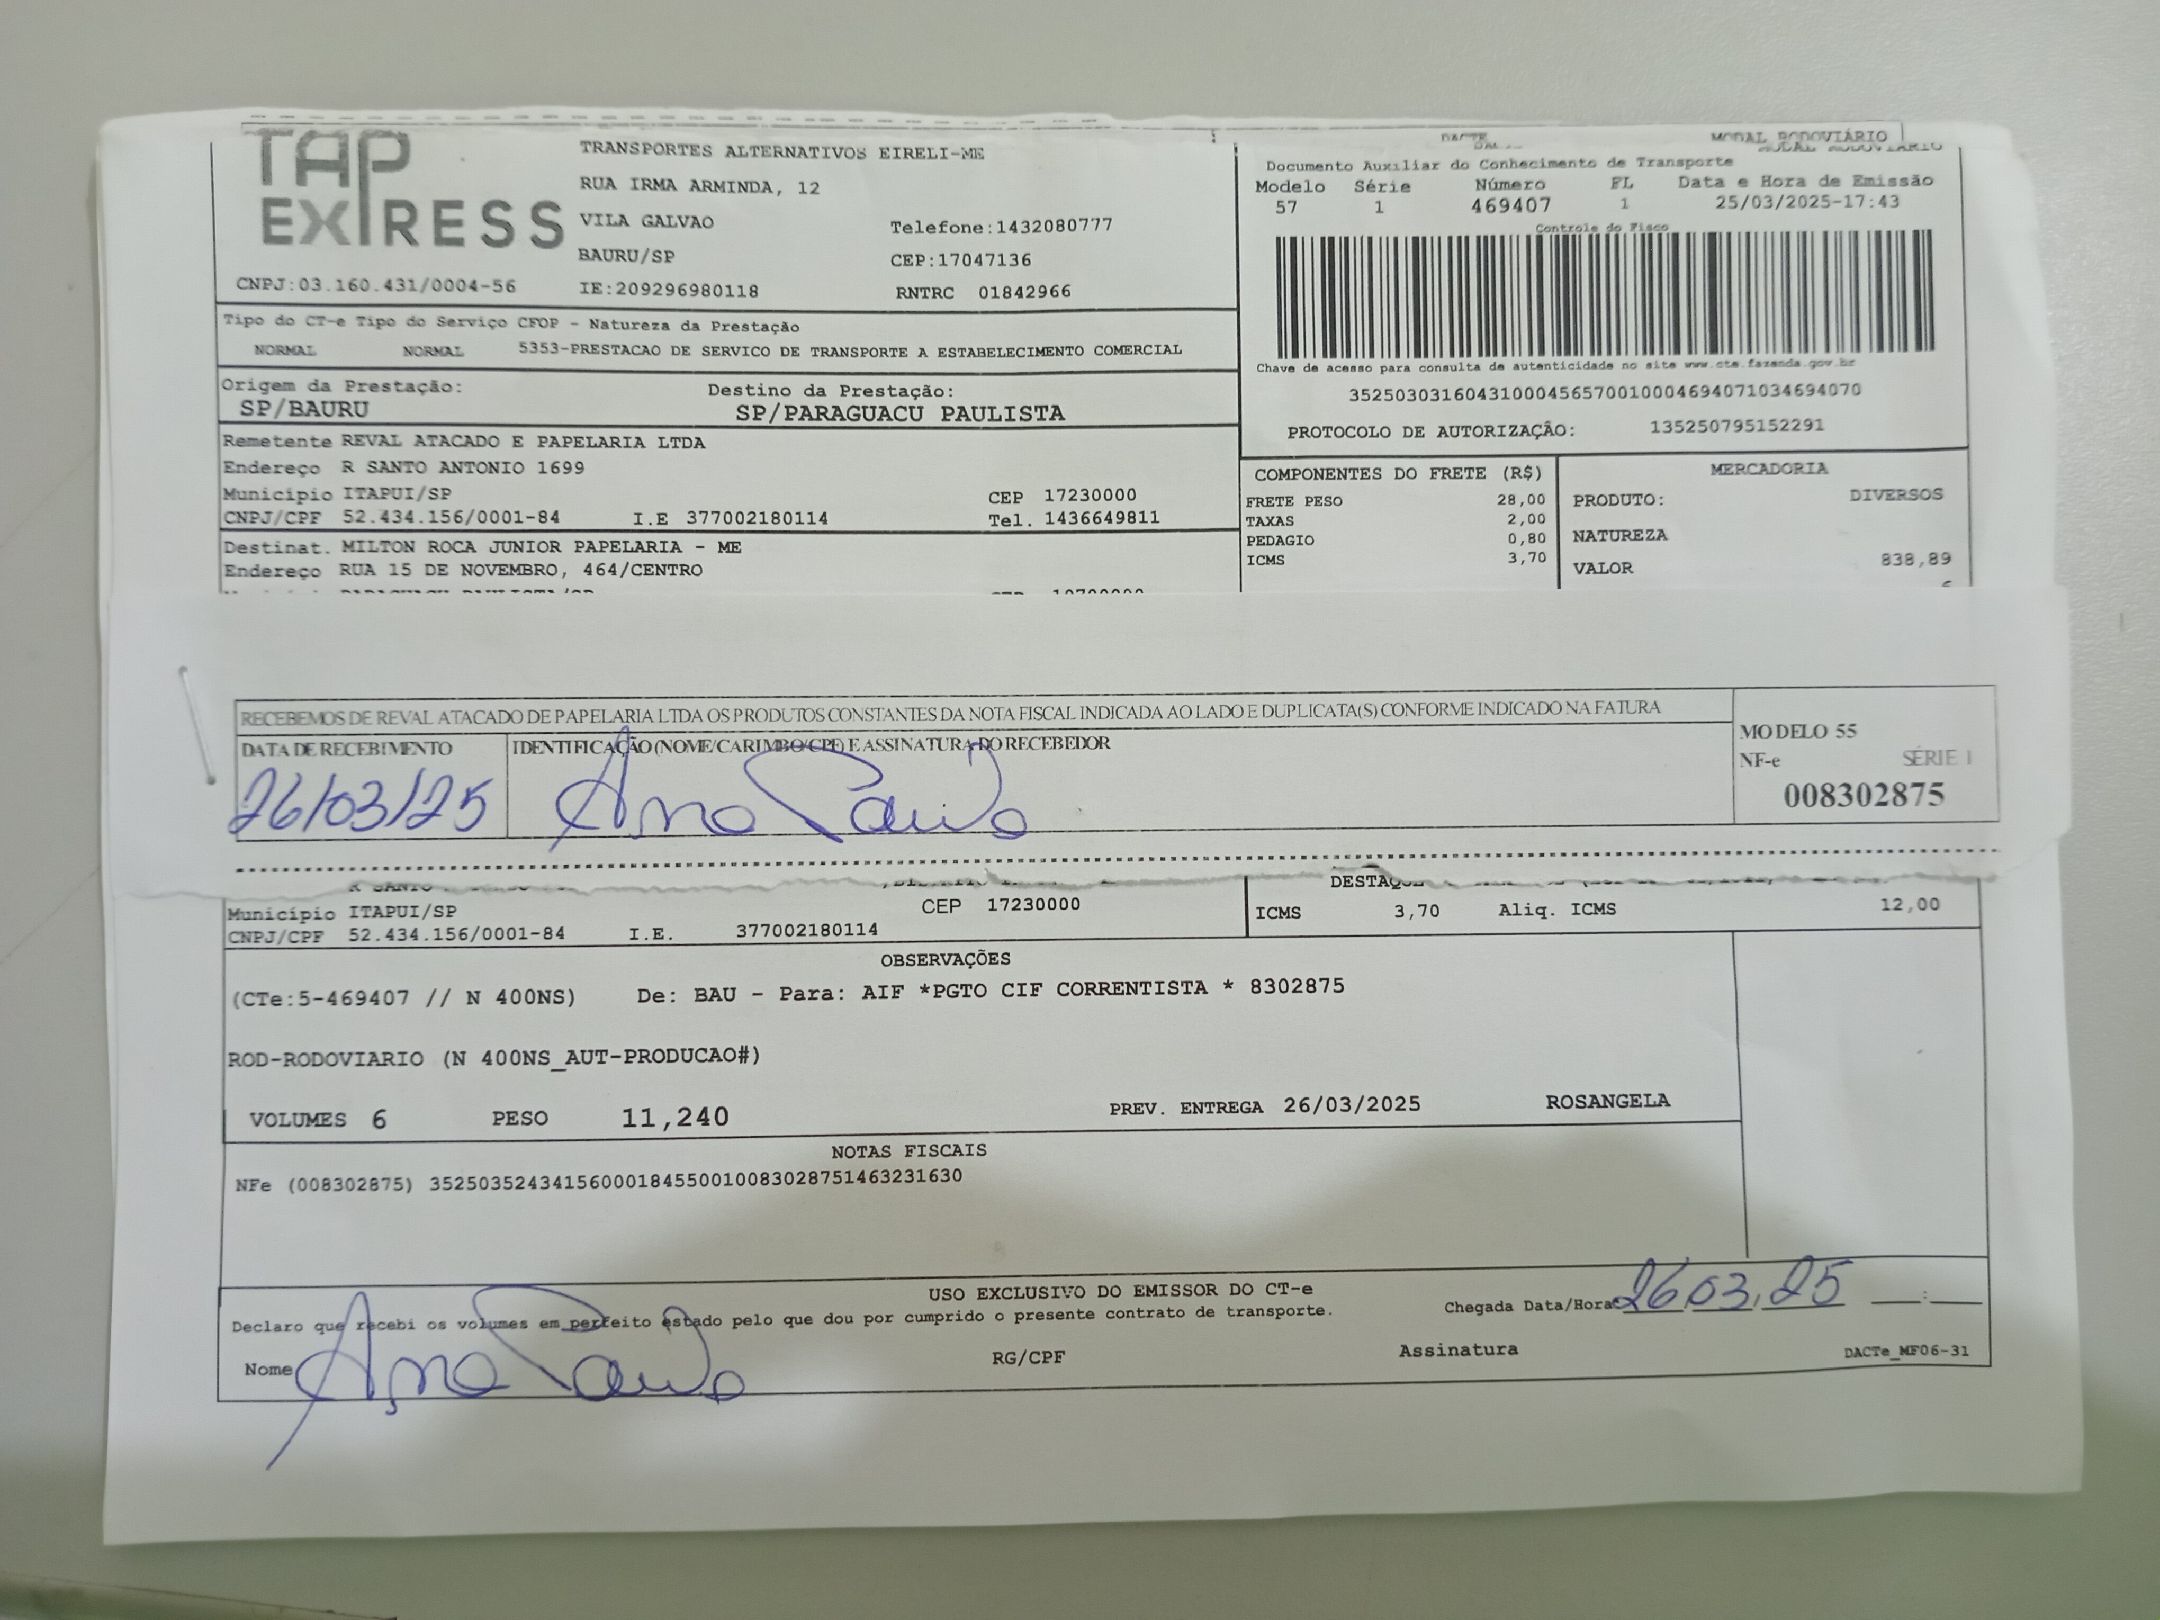 TAP
EXPRESS
TRANSPORTES ALTERNATIVOS EIRELI-ME
RUA IRMA ARMINDA, 12
VILA GALVAO Telefone:1432080777
BAURU/SP CEP:17047136
CNPJ:03.160.431/0004-56 IE:209296980118 RNTRC 01842966
DACTE MODAL RODOVIÁRIO
Documento Auxiliar do Conhecimento de Transporte
Modelo Série Número FL Data e Hora de Emissão
57 1 469407 1 25/03/2025-17:43
Controle do Fisco
Chave de acesso para consulta de autenticidade no site www.cte.fazenda.gov.br
35250303160431000456570010004694071034694070
PROTOCOLO DE AUTORIZAÇÃO: 135250795152291
Tipo do CT-e Tipo do Serviço CFOP - Natureza da Prestação
NORMAL NORMAL 5353-PRESTACAO DE SERVICO DE TRANSPORTE A ESTABELECIMENTO COMERCIAL
Origem da Prestação: Destino da Prestação:
SP/BAURU SP/PARAGUACU PAULISTA
Remetente REVAL ATACADO E PAPELARIA LTDA
Endereço R SANTO ANTONIO 1699
Município ITAPUI/SP CEP 17230000
CNPJ/CPF 52.434.156/0001-84 I.E 377002180114 Tel. 1436649811
Destinat. MILTON ROCA JUNIOR PAPELARIA - ME
Endereço RUA 15 DE NOVEMBRO, 464/CENTRO
COMPONENTES DO FRETE (R$)
FRETE PESO 28,00
TAXAS 2,00
PEDAGIO 0,80
ICMS 3,70
MERCADORIA
PRODUTO: DIVERSOS
NATUREZA
VALOR 838,89
RECEBEMOS DE REVAL ATACADO DE PAPELARIA LTDA OS PRODUTOS CONSTANTES DA NOTA FISCAL INDICADA AO LADO E DUPLICATA(S) CONFORME INDICADO NA FATURA
DATA DE RECEBIMENTO IDENTIFICAÇÃO (NOME/CARIMBO/CPF) E ASSINATURA DO RECEBEDOR
26/03/25 Ana Paula
MODELO 55
NF-e SÉRIE 1
008302875
R SANTO
Município ITAPUI/SP CEP 17230000
CNPJ/CPF 52.434.156/0001-84 I.E. 377002180114
ICMS 3,70 Aliq. ICMS 12,00
OBSERVAÇÕES
(CTe:5-469407 // N 400NS) De: BAU - Para: AIF *PGTO CIF CORRENTISTA * 8302875
ROD-RODOVIARIO (N 400NS_AUT-PRODUCAO#)
VOLUMES 6 PESO 11,240 PREV. ENTREGA 26/03/2025 ROSANGELA
NOTAS FISCAIS
NFe (008302875) 35250352434156000184550010083028751463231630
USO EXCLUSIVO DO EMISSOR DO CT-e
Declaro que recebi os volumes em perfeito estado pelo que dou por cumprido o presente contrato de transporte.
Chegada Data/Hora: 26,03,25 :
Nome Ana Paula RG/CPF Assinatura DACTe_MF06-31